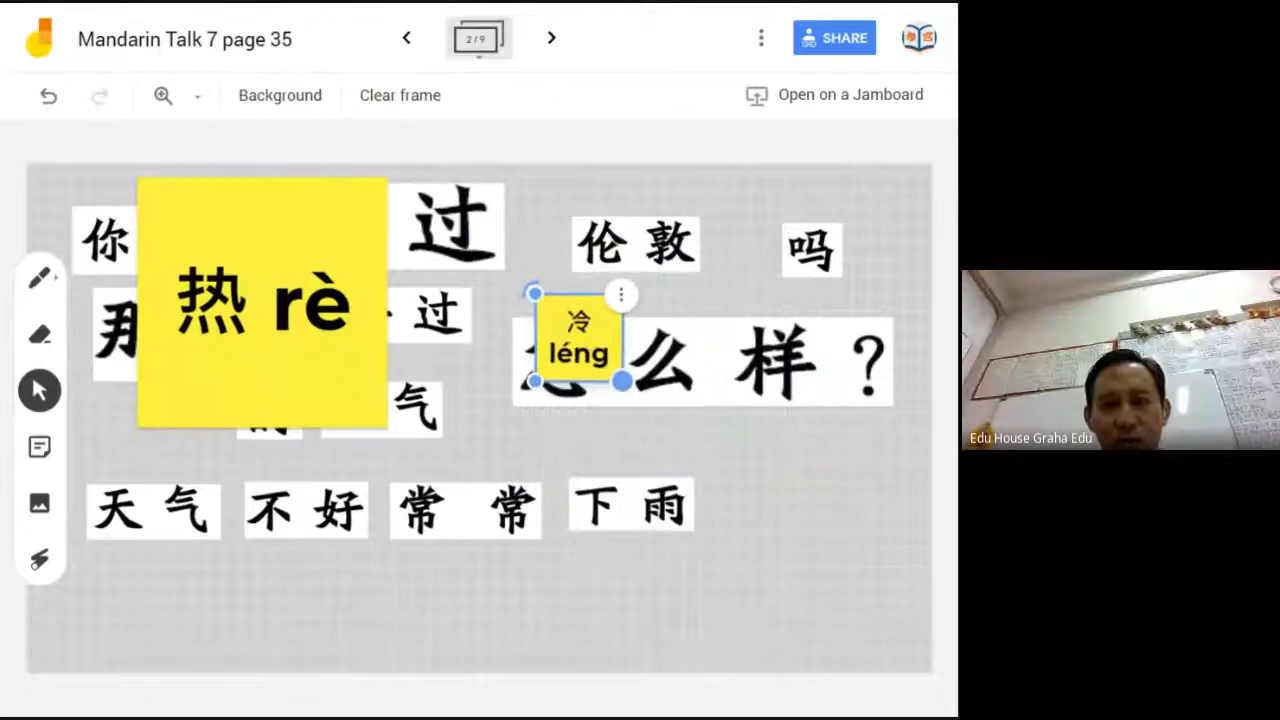 Mandarin Talk 7 page 35
2/9
SHARE
Background
Clear frame
Open on a Jamboard
你
过
伦敦
吗
热 rè
过
冷
léng
么样？
气
天气
不好
常常
下雨
Edu House Graha Edu